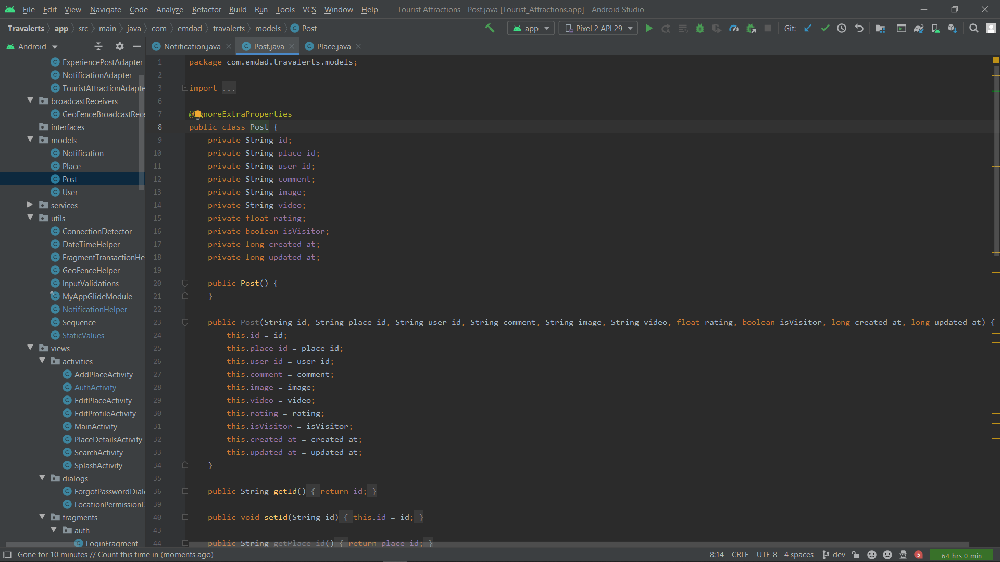 File Edit View Navigate Code Analyze Refactor Build Run Tools VCS Window Help Tourist Attractions - Post.java [Tourist_Attractions.app] - Android Studio
Travalerts app src main java com emdad travalerts models Post app Pixel 2 API 29 Git:
Android Notification.java Post.java Place.java
ExperiencePostAdapter
NotificationAdapter
TouristAttractionAdapte
broadcastReceivers
GeoFenceBroadcastRece
interfaces
models
Notification
Place
Post
User
services
utils
ConnectionDetector
DateTimeHelper
FragmentTransactionHe
GeoFenceHelper
InputValidations
MyAppGlideModule
NotificationHelper
Sequence
StaticValues
views
activities
AddPlaceActivity
AuthActivity
EditPlaceActivity
EditProfileActivity
MainActivity
PlaceDetailsActivity
SearchActivity
SplashActivity
dialogs
ForgotPasswordDialo
LocationPermissionD
fragments
auth
LoginFragment
1 package com.emdad.travalerts.models;
2
3 import ...
6
7 @IgnoreExtraProperties
8 public class Post {
9 private String id;
10 private String place_id;
11 private String user_id;
12 private String comment;
13 private String image;
14 private String video;
15 private float rating;
16 private boolean isVisitor;
17 private long created_at;
18 private long updated_at;
19
20 public Post() {
21 }
22
23 public Post(String id, String place_id, String user_id, String comment, String image, String video, float rating, boolean isVisitor, long created_at, long updated_at) {
24 this.id = id;
25 this.place_id = place_id;
26 this.user_id = user_id;
27 this.comment = comment;
28 this.image = image;
29 this.video = video;
30 this.rating = rating;
31 this.isVisitor = isVisitor;
32 this.created_at = created_at;
33 this.updated_at = updated_at;
34 }
35
36 public String getId() { return id; }
39
40 public void setId(String id) { this.id = id; }
43
44 public String getPlace_id() { return place_id; }
Gone for 10 minutes // Count this time in (moments ago) 8:14 CRLF UTF-8 4 spaces dev 5 64 hrs 0 min